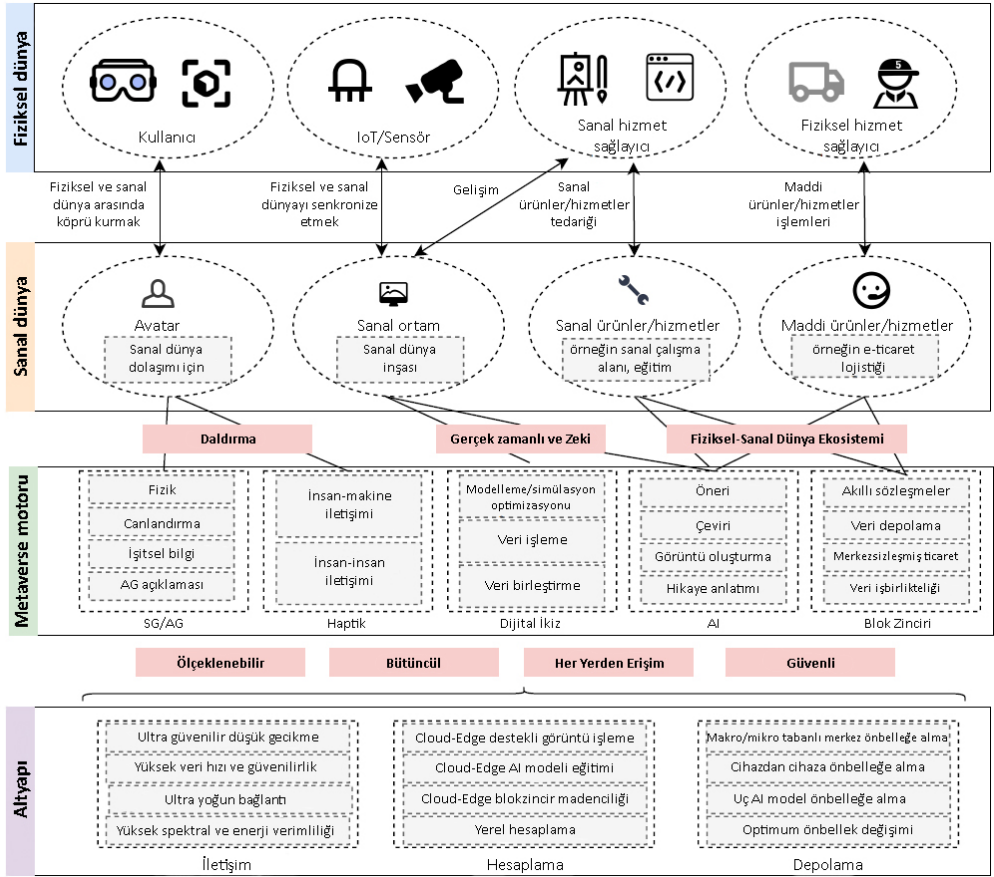 Fiziksel dünya
Kullanıcı
IoT/Sensör
Sanal hizmet
sağlayıcı
5
Fiziksel hizmet
sağlayıcı
Fiziksel ve sanal
dünya arasında
köprü kurmak
Fiziksel ve sanal
dünyayı senkronize
etmek
Gelişim
Sanal
ürünler/hizmetler
tedariği
Maddi
ürünler/hizmetler
işlemleri
Sanal dünya
Avatar
Sanal dünya
dolaşımı için
Sanal ortam
Sanal dünya
inşası
Sanal ürünler/hizmetler
örneğin sanal çalışma
alanı, eğitim
Maddi ürünler/hizmetler
örneğin e-ticaret
lojistiği
Daldırma
Gerçek zamanlı ve Zeki
Fiziksel-Sanal Dünya Ekosistemi
Metaverse motoru
Fizik
Canlandırma
İşitsel bilgi
AG açıklaması
SG/AG
İnsan-makine
iletişimi
İnsan-insan
iletişimi
Haptik
Modelleme/simülasyon
optimizasyonu
Veri işleme
Veri birleştirme
Dijital İkiz
Öneri
Çeviri
Görüntü oluşturma
Hikaye anlatımı
AI
Akıllı sözleşmeler
Veri depolama
Merkezsizleşmiş ticaret
Veri işbirlikteliği
Blok Zinciri
Ölçeklenebilir
Bütüncül
Her Yerden Erişim
Güvenli
Altyapı
Ultra güvenilir düşük gecikme
Yüksek veri hızı ve güvenilirlik
Ultra yoğun bağlantı
Yüksek spektral ve enerji verimliliği
İletişim
Cloud-Edge destekli görüntü işleme
Cloud-Edge AI modeli eğitimi
Cloud-Edge blokzincir madenciliği
Yerel hesaplama
Hesaplama
Makro/mikro tabanlı merkez önbelleğe alma
Cihazdan cihaza önbelleğe alma
Uç AI model önbelleğe alma
Optimum önbellek değişimi
Depolama